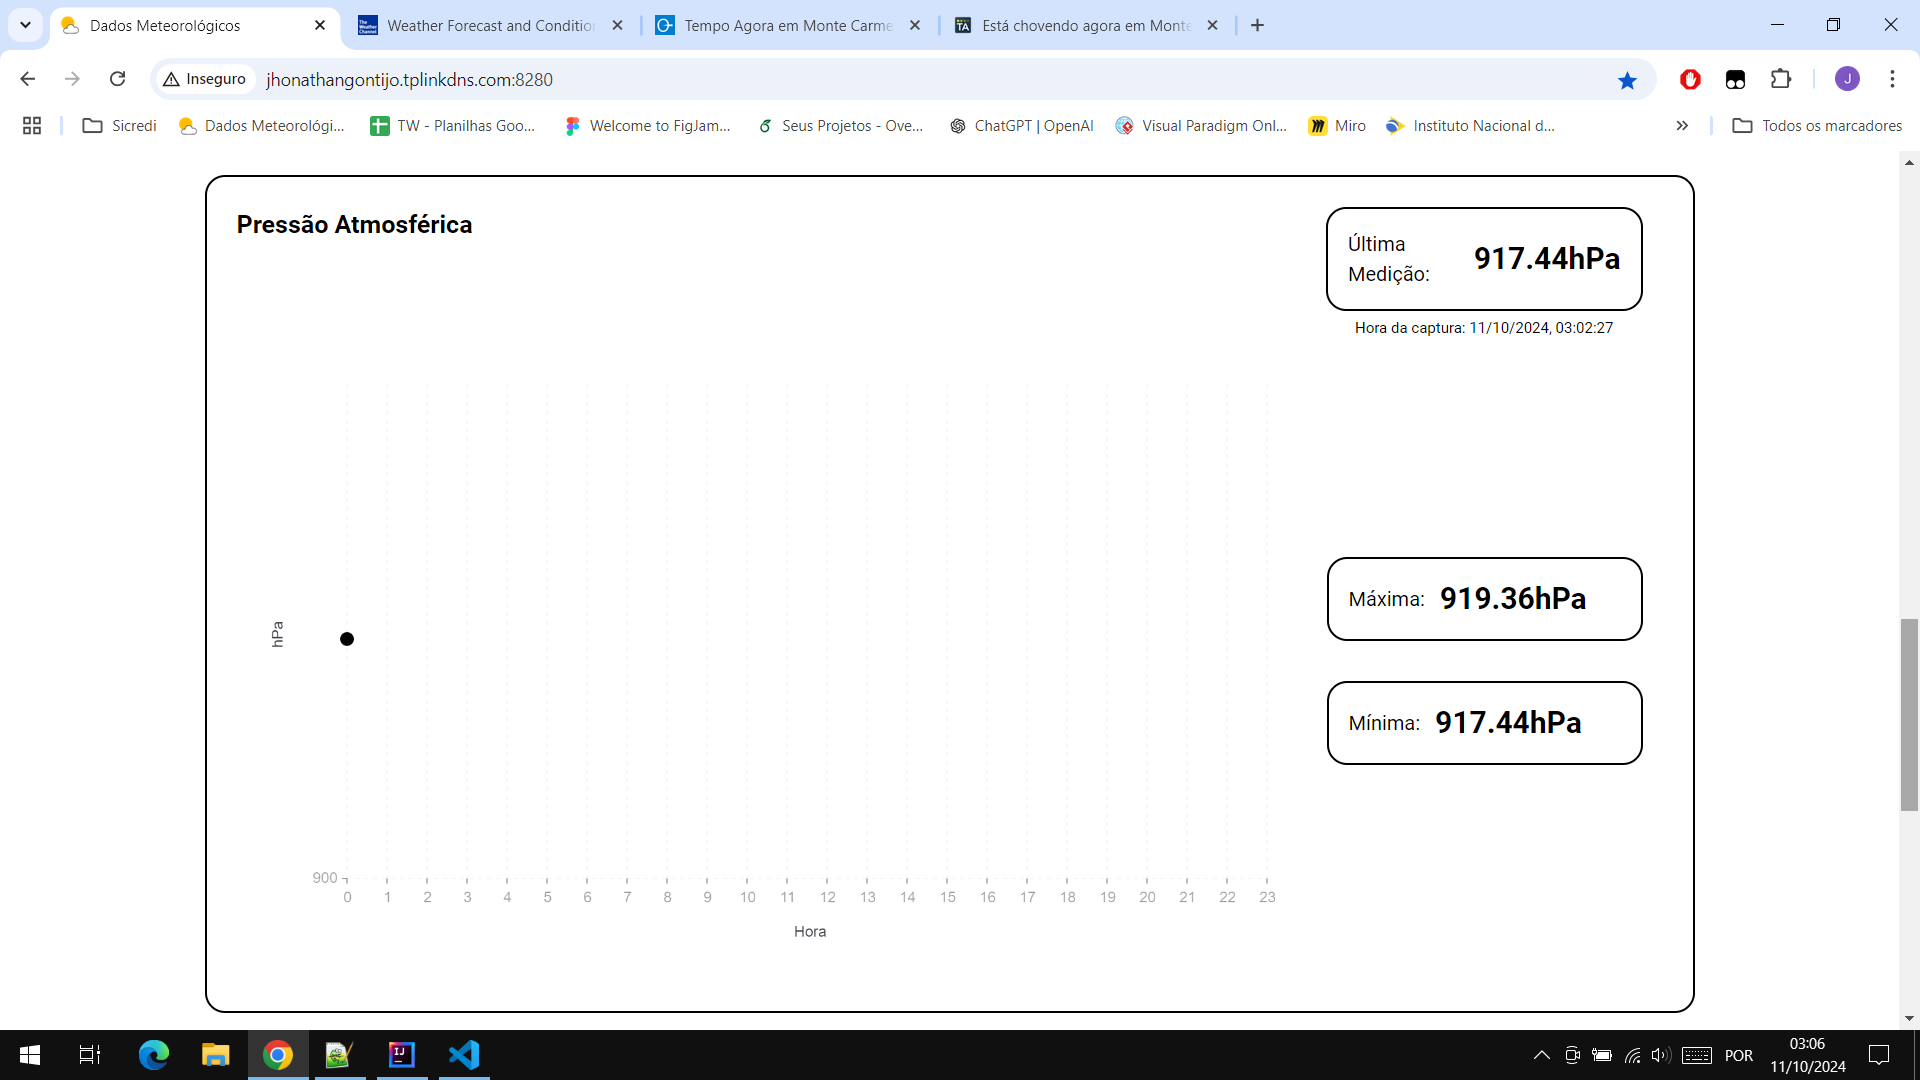 Dados Meteorológicos
Weather Forecast and Condition
Tempo Agora em Monte Carme
Está chovendo agora em Monte
Inseguro
jhonathangontijo.tplinkdns.com:8280
J
Sicredi
Dados Meteorológi...
TW - Planilhas Goo...
Welcome to FigJam...
Seus Projetos - Ove...
ChatGPT | OpenAI
Visual Paradigm Onl...
Miro
Instituto Nacional d...
Todos os marcadores
Pressão Atmosférica
Última
Medição:
917.44hPa
Hora da captura: 11/10/2024, 03:02:27
hPa
Máxima: 919.36hPa
Mínima: 917.44hPa
900
0 1 2 3 4 5 6 7 8 9 10 11 12 13 14 15 16 17 18 19 20 21 22 23
Hora
POR
03:06
11/10/2024